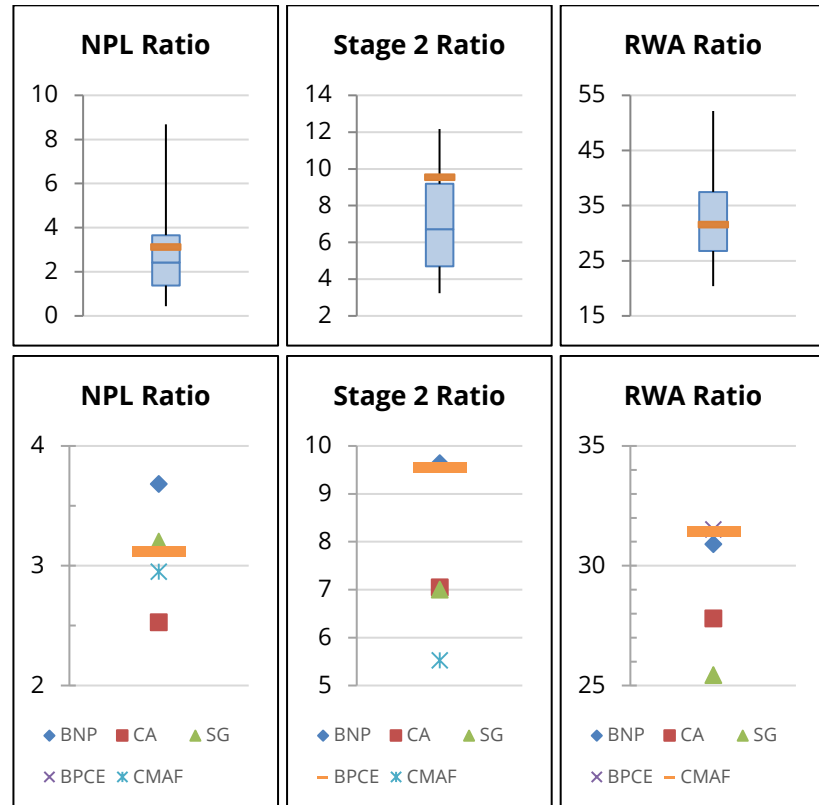 NPL Ratio
10
8
6
4
2
0
Stage 2 Ratio
14
12
10
8
6
4
2
RWA Ratio
55
45
35
25
15
NPL Ratio
4
3
2
BNP CA SG
BPCE CMAF
Stage 2 Ratio
10
9
8
7
6
5
BNP CA SG
BPCE CMAF
RWA Ratio
35
30
25
BNP CA SG
BPCE CMAF